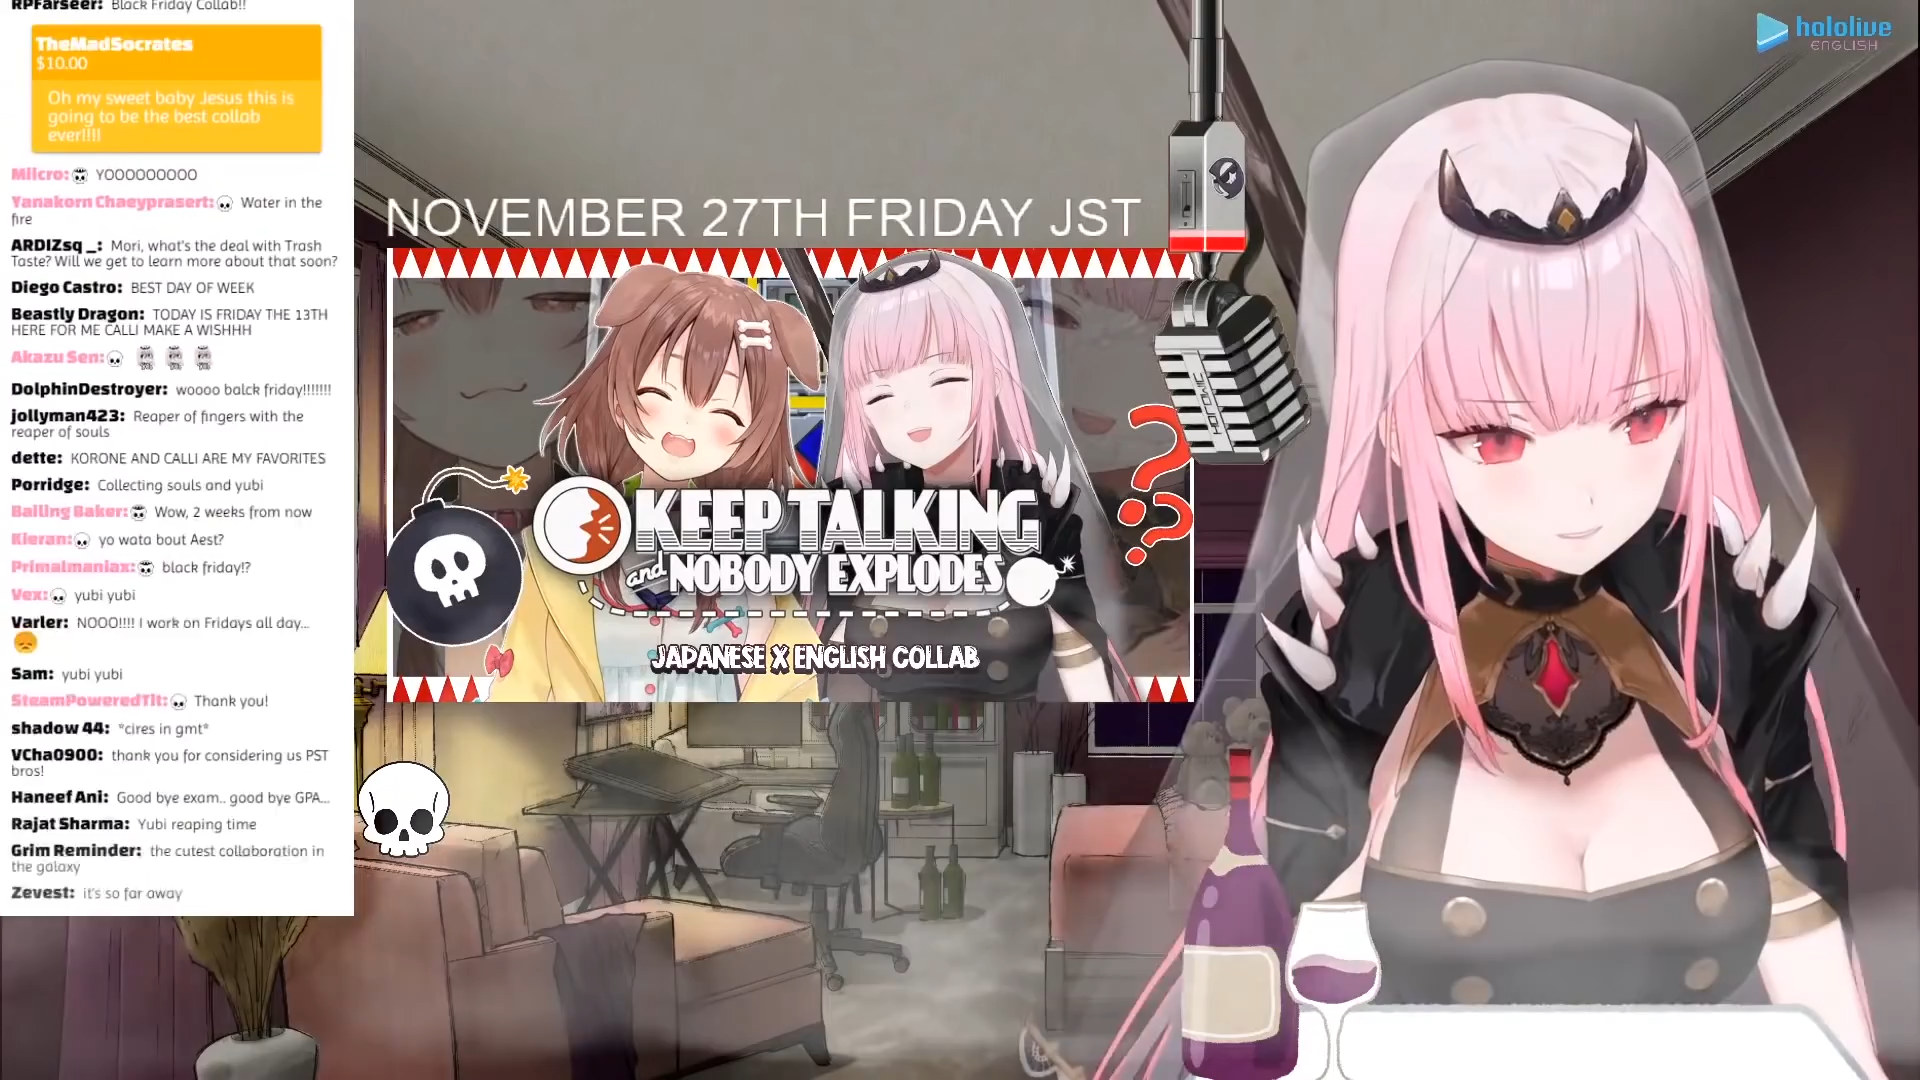 RPFarseer: Black Friday Collab!!
TheMadSocrates
$10.00
Oh my sweet baby Jesus this is
going to be the best collab
ever!!!!
Milcro: YOOOOOOOOO
Yanakorn Chaeyprasert: Water in the
fire
ARDIZsq _: Mori, what's the deal with Trash
Taste? Will we get to learn more about that soon?
Diego Castro: BEST DAY OF WEEK
Beastly Dragon: TODAY IS FRIDAY THE 13TH
HERE FOR ME CALLI MAKE A WISHHH
Akazu Sen:
DolphinDestroyer: woooo balck friday!!!!!!!
jollyman423: Reaper of fingers with the
reaper of souls
dette: KORONE AND CALLI ARE MY FAVORITES
Porridge: Collecting souls and yubi
Balling Baker: Wow, 2 weeks from now
Kieran: yo wata bout Aest?
Primalmaniax: black friday!?
Vex: yubi yubi
Varler: NOOO!!!! I work on Fridays all day...
Sam: yubi yubi
SteamPoweredTit: Thank you!
shadow 44: *cires in gmt*
VCha0900: thank you for considering us PST
bros!
Haneef Ani: Good bye exam.. good bye GPA...
Rajat Sharma: Yubi reaping time
Grim Reminder: the cutest collaboration in
the galaxy
Zevest: it's so far away
NOVEMBER 27TH FRIDAY JST
KEEP TALKING
and NOBODY EXPLODES
JAPANESE X ENGLISH COLLAB
hololive
ENGLISH